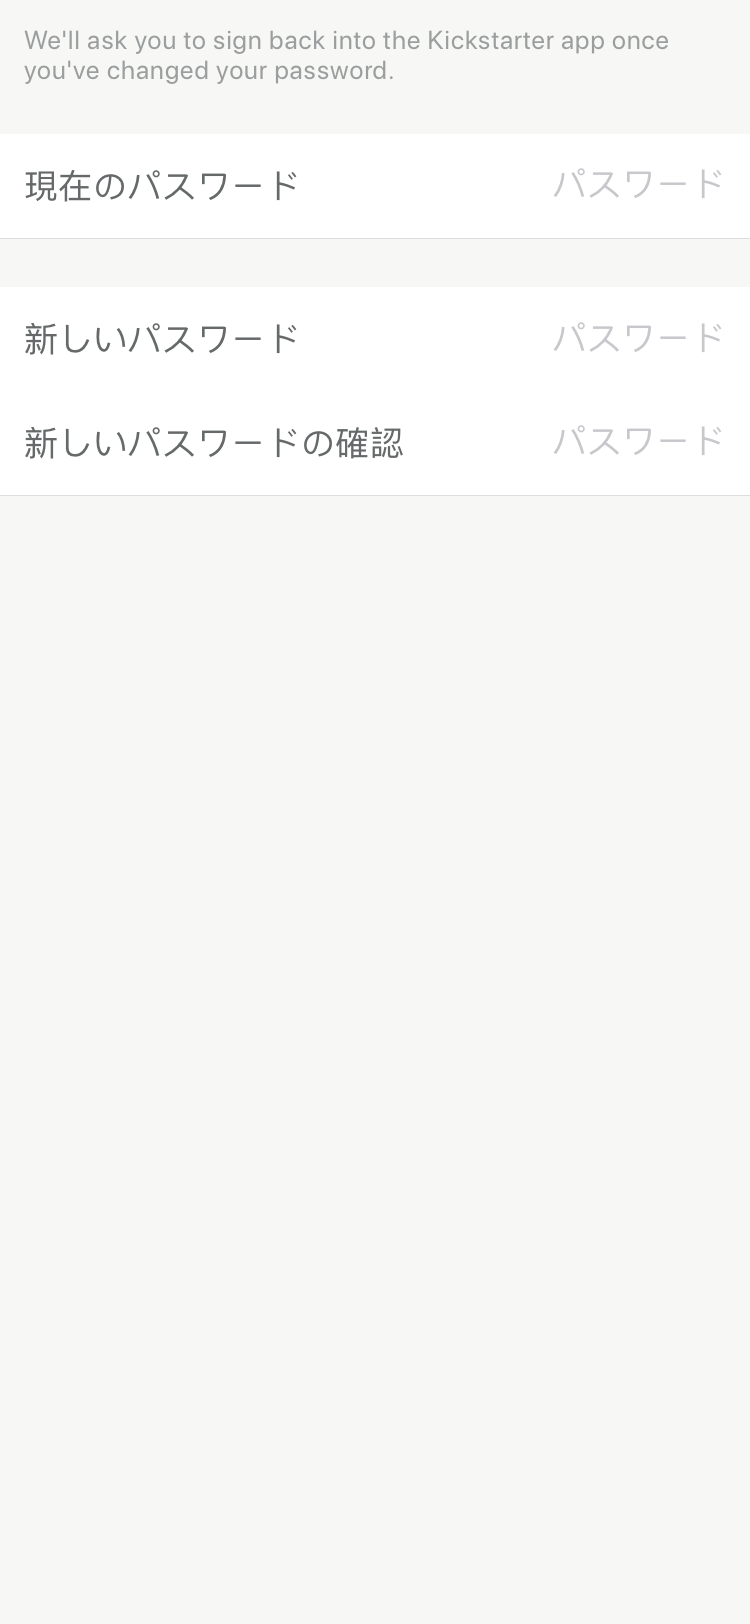 We'll ask you to sign back into the Kickstarter app once
you've changed your password.
現在のパスワード パスワード
新しいパスワード パスワード
新しいパスワードの確認 パスワード